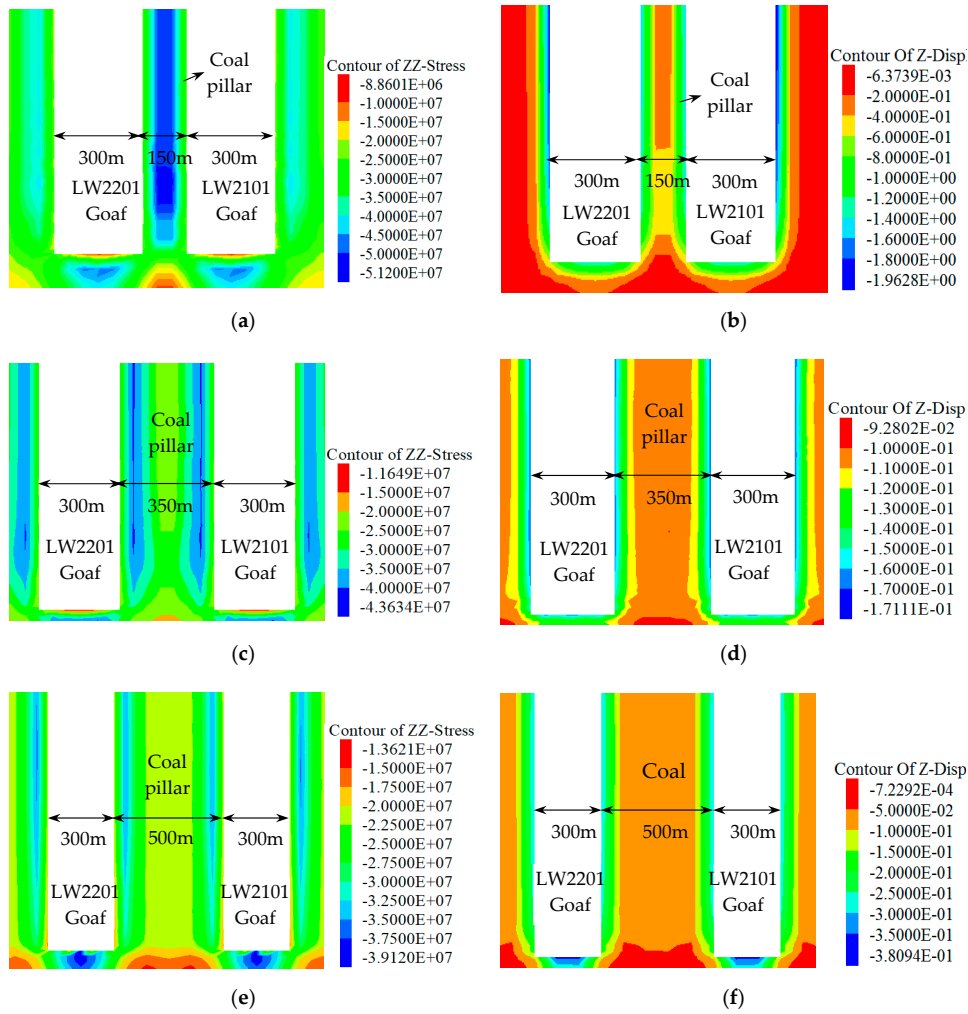 Contour of ZZ-Stress
-8.8601E+06
-1.0000E+07
-1.5000E+07
-2.0000E+07
-2.5000E+07
-3.0000E+07
-3.5000E+07
-4.0000E+07
-4.5000E+07
-5.1200E+07
Coal
pillar
300m
150m
300m
LW2201
Goaf
LW2101
Goaf
(a)
Contour Of Z-Displ
-6.3739E-03
-2.0000E-01
-4.0000E-01
-6.0000E-01
-8.0000E-01
-1.0000E+00
-1.2000E+00
-1.4000E+00
-1.6000E+00
-1.8000E+00
-1.9628E+00
Coal
pillar
300m
150m
300m
LW2201
Goaf
LW2101
Goaf
(b)
Contour of ZZ-Stress
-1.1649E+07
-1.5000E+07
-2.0000E+07
-2.5000E+07
-3.0000E+07
-3.5000E+07
-4.0000E+07
-4.3634E+07
Coal
pillar
300m
350m
300m
LW2201
Goaf
LW2101
Goaf
(c)
Contour Of Z-Disp
-9.2802E-02
-1.0000E-01
-1.1000E-01
-1.2000E-01
-1.3000E-01
-1.4000E-01
-1.5000E-01
-1.6000E-01
-1.7000E-01
-1.7111E-01
Coal
pillar
300m
350m
300m
LW2201
Goaf
LW2101
Goaf
(d)
Contour of ZZ-Stress
-1.3621E+07
-1.5000E+07
-1.7500E+07
-2.0000E+07
-2.2500E+07
-2.5000E+07
-2.7500E+07
-3.0000E+07
-3.2500E+07
-3.5000E+07
-3.7500E+07
-3.9120E+07
Coal
pillar
300m
500m
300m
LW2201
Goaf
LW2101
Goaf
(e)
Contour Of Z-Disp
-7.2292E-04
-5.0000E-02
-1.0000E-01
-1.5000E-01
-2.0000E-01
-2.5000E-01
-3.0000E-01
-3.5000E-01
-3.8094E-01
Coal
300m
500m
300m
LW2201
Goaf
LW2101
Goaf
(f)